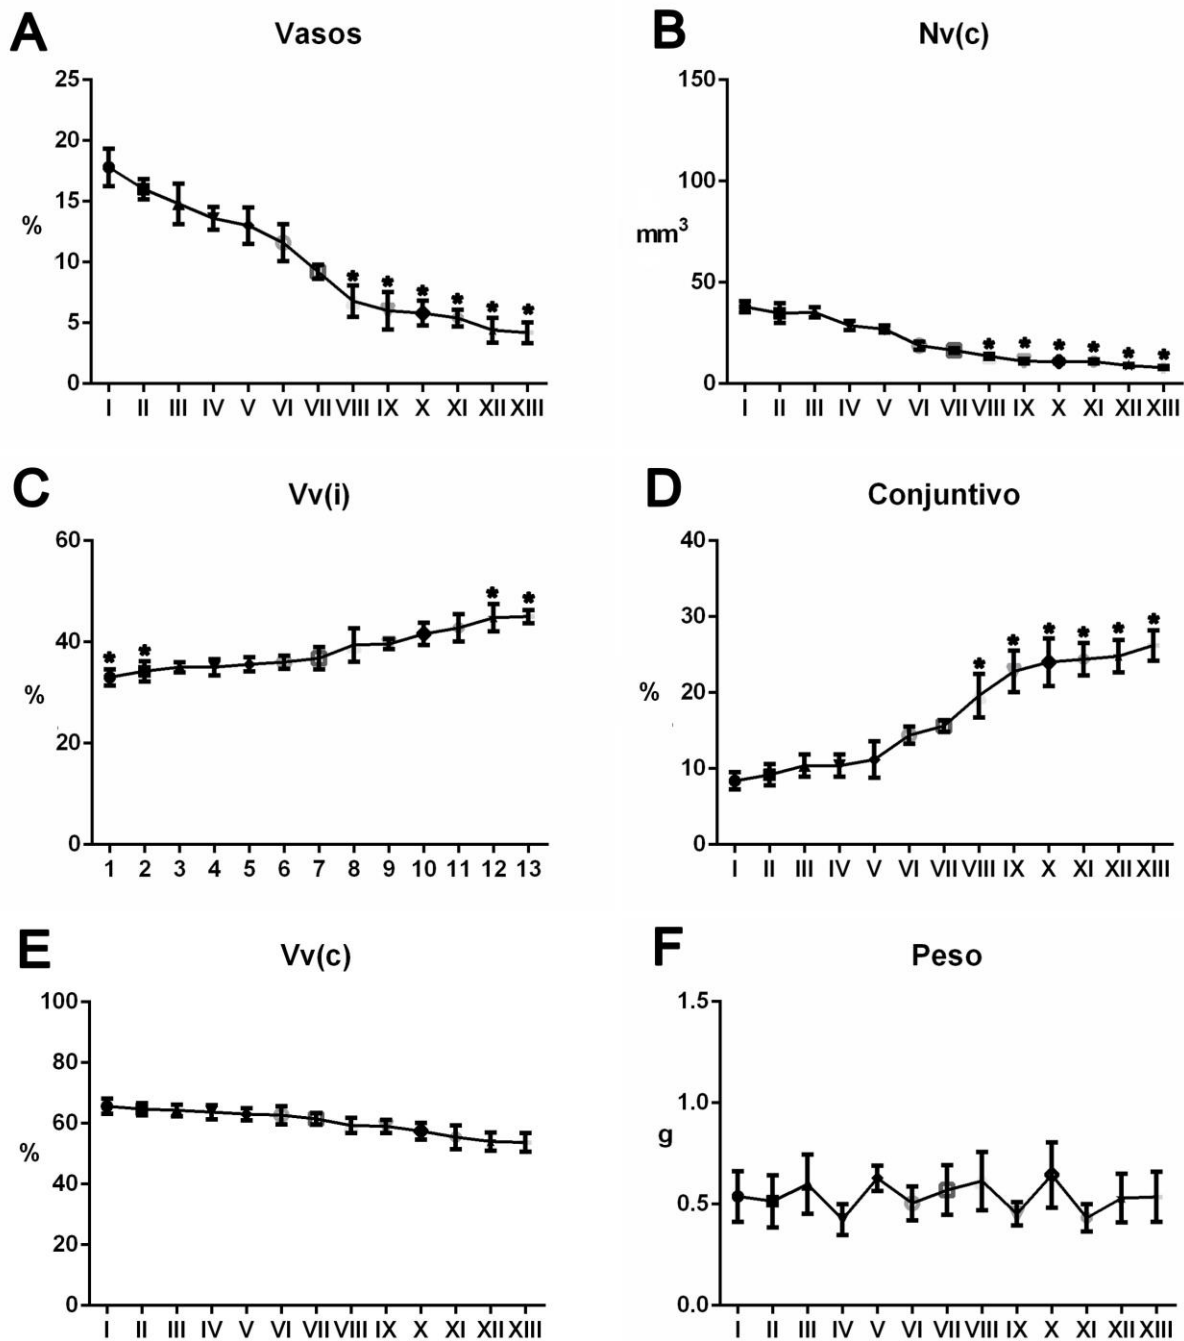 A Vasos
25
20
15
%
10
5
0
I II III IV V VI VII VIII IX X XI XII XIII
* * * * * *
B Nv(c)
150
100
mm³
50
0
I II III IV V VI VII VIII IX X XI XII XIII
* * * * * *
C Vv(i)
60
40
%
20
0
1 2 3 4 5 6 7 8 9 10 11 12 13
* * * *
D Conjuntivo
40
30
%
20
10
0
I II III IV V VI VII VIII IX X XI XII XIII
* * * * * *
E Vv(c)
100
80
60
%
40
20
0
I II III IV V VI VII VIII IX X XI XII XIII
F Peso
1.5
1.0
g
0.5
0.0
I II III IV V VI VII VIII IX X XI XII XIII